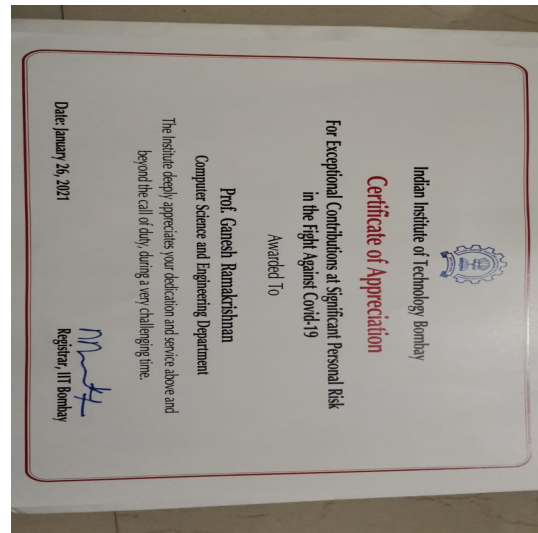 Indian Institute of Technology Bombay
Certificate of Appreciation
For Exceptional Contributions at Significant Personal Risk
in the Fight Against Covid-19
Awarded To
Prof. Ganesh Ramakrishnan
Computer Science and Engineering Department
The Institute deeply appreciates your dedication and service above and
beyond the call of duty, during a very challenging time.
Date: January 26, 2021
Registrar, IIT Bombay